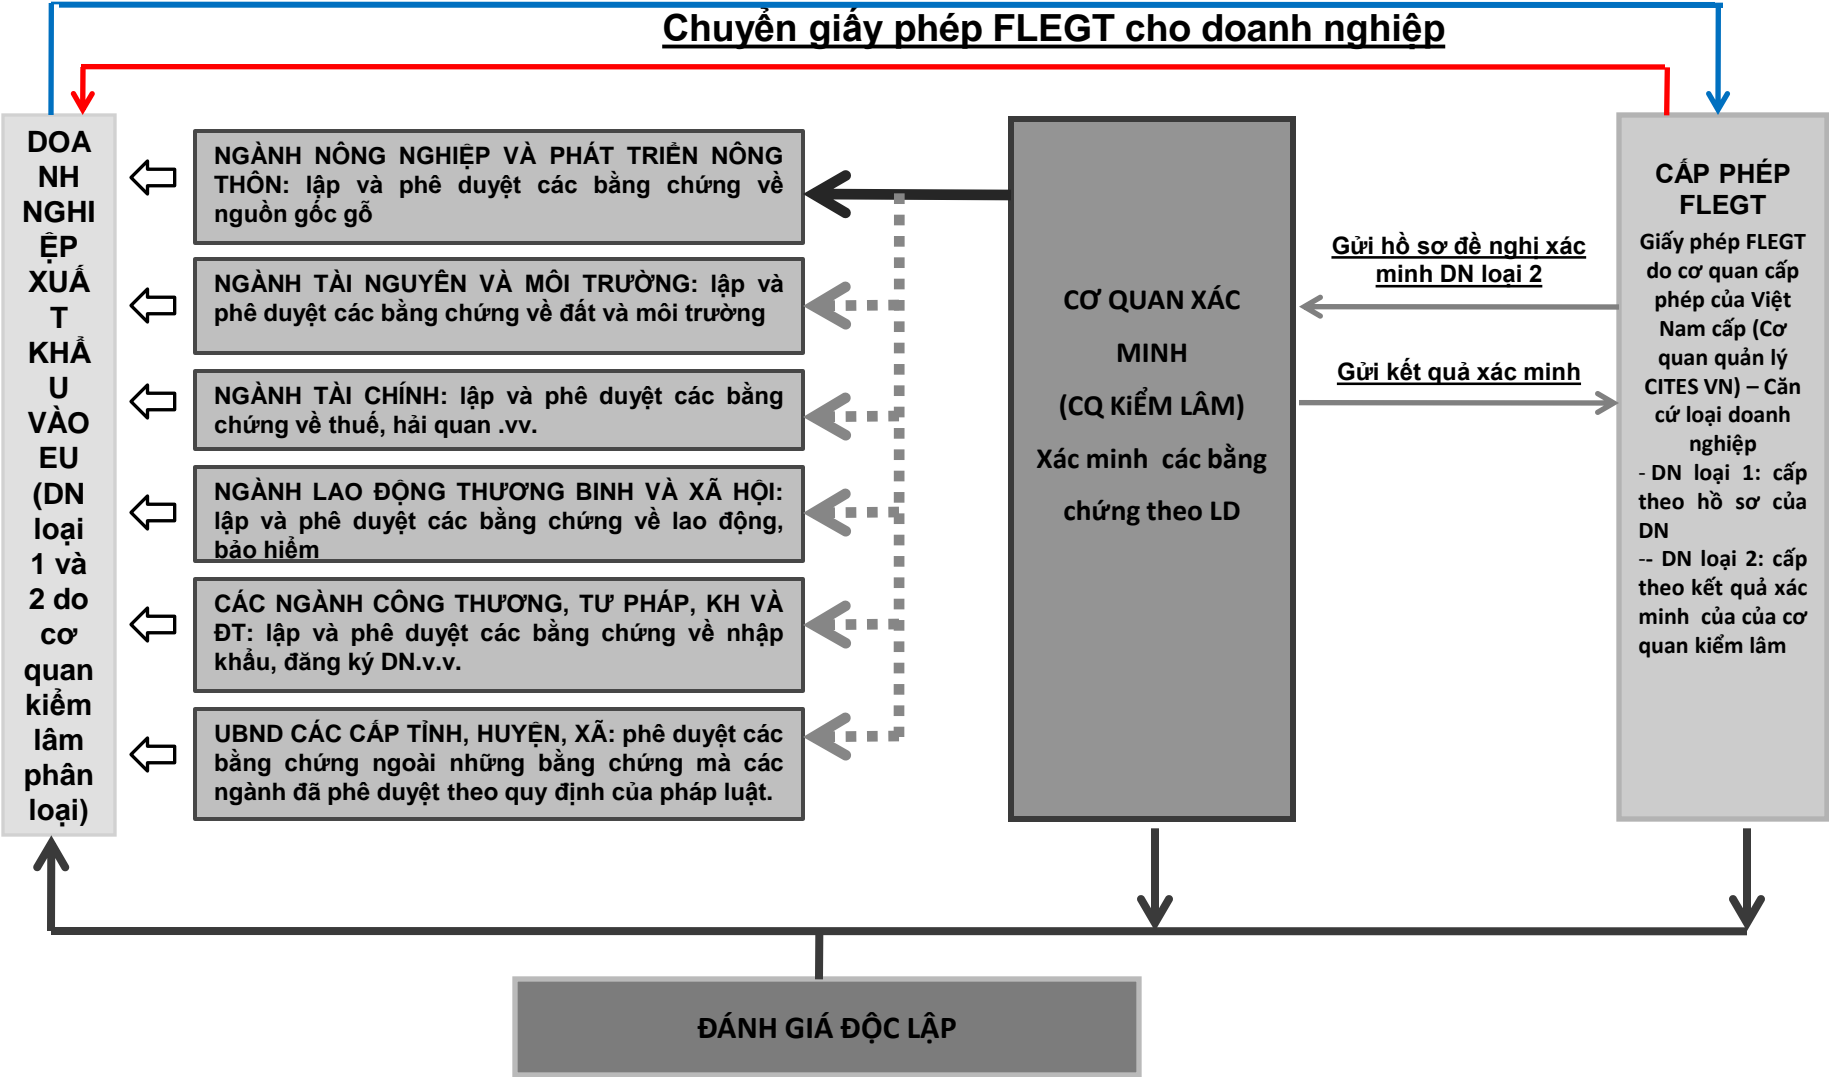 Chuyển giấy phép FLEGT cho doanh nghiệp
DOA
NH
NGHI
ỆP
XUẤ
T
KHẨ
U
VÀO
EU
(DN
loại
1 và
2 do
cơ
quan
kiểm
lâm
phân
loại)
NGÀNH NÔNG NGHIỆP VÀ PHÁT TRIỂN NÔNG
THÔN: lập và phê duyệt các bằng chứng về
nguồn gốc gỗ
NGÀNH TÀI NGUYÊN VÀ MÔI TRƯỜNG: lập và
phê duyệt các bằng chứng về đất và môi trường
NGÀNH TÀI CHÍNH: lập và phê duyệt các bằng
chứng về thuế, hải quan .vv.
NGÀNH LAO ĐỘNG THƯƠNG BINH VÀ XÃ HỘI:
lập và phê duyệt các bằng chứng về lao động,
bảo hiểm
CÁC NGÀNH CÔNG THƯƠNG, TƯ PHÁP, KH VÀ
ĐT: lập và phê duyệt các bằng chứng về nhập
khẩu, đăng ký DN.v.v.
UBND CÁC CẤP TỈNH, HUYỆN, XÃ: phê duyệt các
bằng chứng ngoài những bằng chứng mà các
ngành đã phê duyệt theo quy định của pháp luật.
CƠ QUAN XÁC
MINH
(CQ KiỂM LÂM)
Xác minh các bằng
chứng theo LD
Gửi hồ sơ đề nghị xác
minh DN loại 2
Gửi kết quả xác minh
CẤP PHÉP
FLEGT
Giấy phép FLEGT
do cơ quan cấp
phép của Việt
Nam cấp (Cơ
quan quản lý
CITES VN) – Căn
cứ loại doanh
nghiệp
- DN loại 1: cấp
theo hồ sơ của
DN
-- DN loại 2: cấp
theo kết quả xác
minh của của cơ
quan kiểm lâm
ĐÁNH GIÁ ĐỘC LẬP